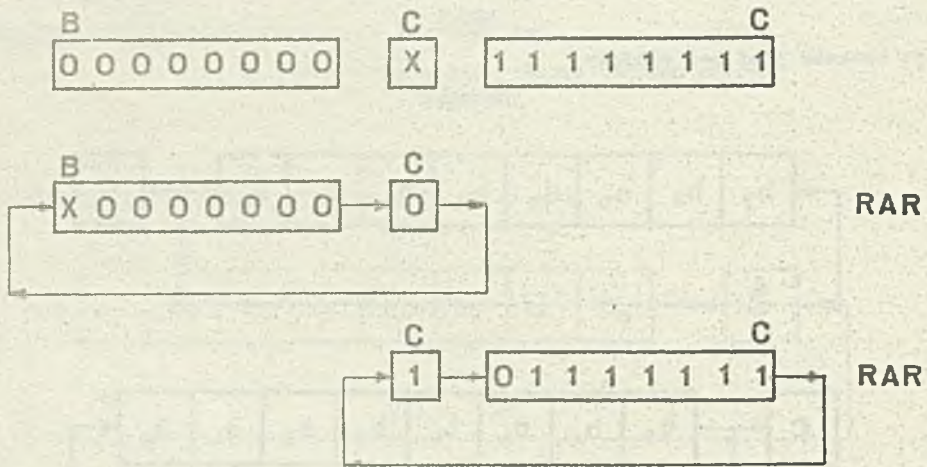 B C C
0 0 0 0 0 0 0 0 X 1 1 1 1 1 1 1 1
B C
X 0 0 0 0 0 0 0 0 RAR
C C
1 0 1 1 1 1 1 1 1 RAR